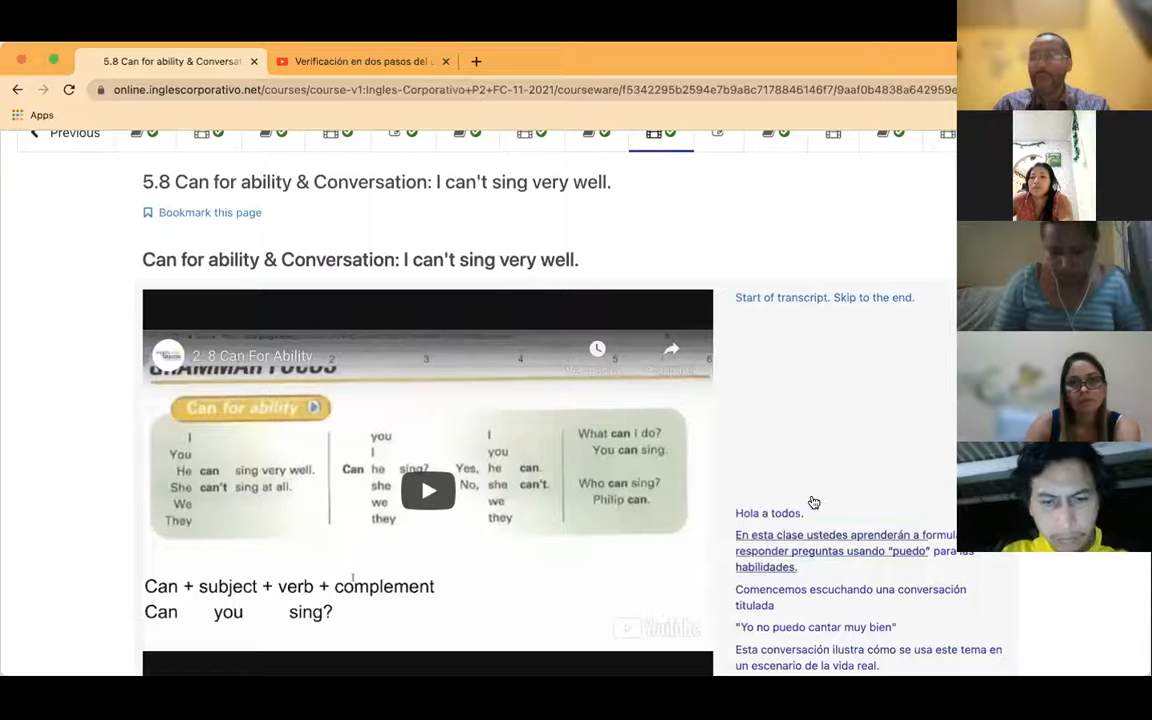 5.8 Can for ability & Conversat
Verificación en dos pasos del u
online.inglescorporativo.net/courses/course-v1:Ingles-Corporativo+P2+FC-11-2021/courseware/f5342295b2594e7b9a8c7178846146f7/9aaf0b4838a642959e
Apps
Previous
5.8 Can for ability & Conversation: I can't sing very well.
Bookmark this page
Can for ability & Conversation: I can't sing very well.
Start of transcript. Skip to the end.
2 3 4 5 6
2. 8 Can For Ability
GRAMMAR FOCUS
Can for ability
I
You
He can sing very well.
She can't sing at all.
We
They
you
I
Can he sing?
she
we
they
I
you
Yes, he can.
No, she can't.
we
they
What can I do?
You can sing.
Who can sing?
Philip can.
Can + subject + verb + complement
Can you sing?
YouTube
Hola a todos.
En esta clase ustedes aprenderán a formula
responder preguntas usando “puedo” para las
habilidades.
Comencemos escuchando una conversación
titulada
"Yo no puedo cantar muy bien"
Esta conversación ilustra cómo se usa este tema en
un escenario de la vida real.